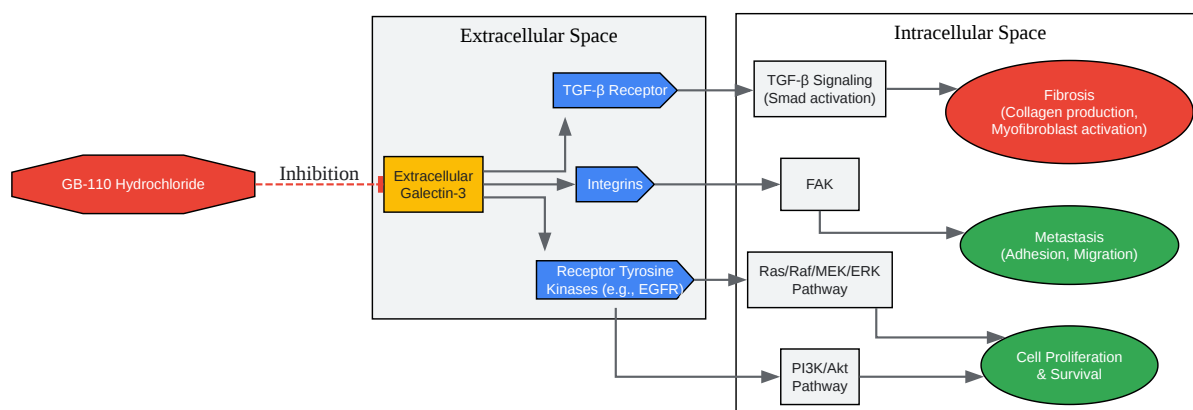 Extracellular Space
Intracellular Space
TGF-β Receptor
TGF-β Signaling
(Smad activation)
Fibrosis
(Collagen production,
Myofibroblast activation)
GB-110 Hydrochloride
Inhibition
Extracellular
Galectin-3
Integrins
FAK
Metastasis
(Adhesion, Migration)
Receptor Tyrosine
Kinases (e.g., EGFR)
Ras/Raf/MEK/ERK
Pathway
PI3K/Akt
Pathway
Cell Proliferation
& Survival